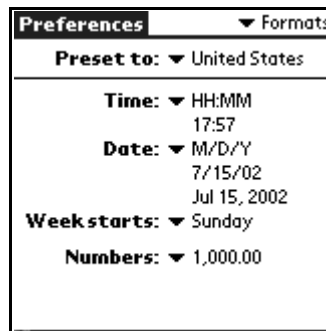 Preferences Formats
Preset to: United States
Time: HH:MM
17:57
Date: M/D/Y
7/15/02
Jul 15, 2002
Week starts: Sunday
Numbers: 1,000.00